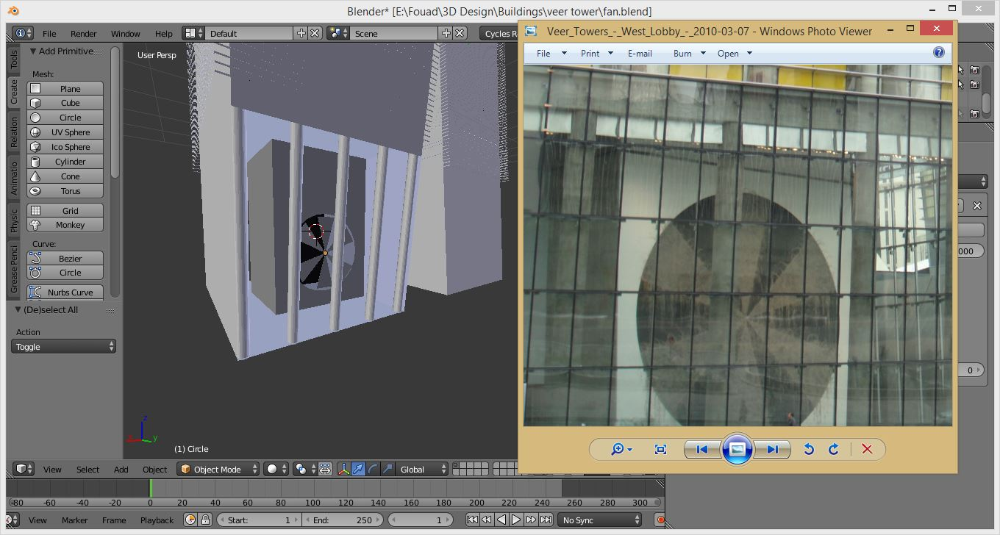 Blender* [E:\Fouad\3D Design\Buildings\veer tower\fan.blend]
File Render Window Help Default Scene Cycles R
Veer_Towers_-_West_Lobby_-_2010-03-07 - Windows Photo Viewer
File Print E-mail Burn Open
Tools
Create
Relation
Animatio
Physic
Grease Penci
Add Primitive
Mesh:
Plane
Cube
Circle
UV Sphere
Ico Sphere
Cylinder
Cone
Torus
Grid
Monkey
Curve:
Bezier
Circle
Nurbs Curve
(De)select All
Action
Toggle
User Persp
z
x y
(1) Circle
000
0
View Select Add Object Object Mode Global
-80 -60 -40 -20 0 20 40 60 80 100 120 140 160 180 200 220 240 260 280 300
View Marker Frame Playback Start: 1 End: 250 1 No Sync